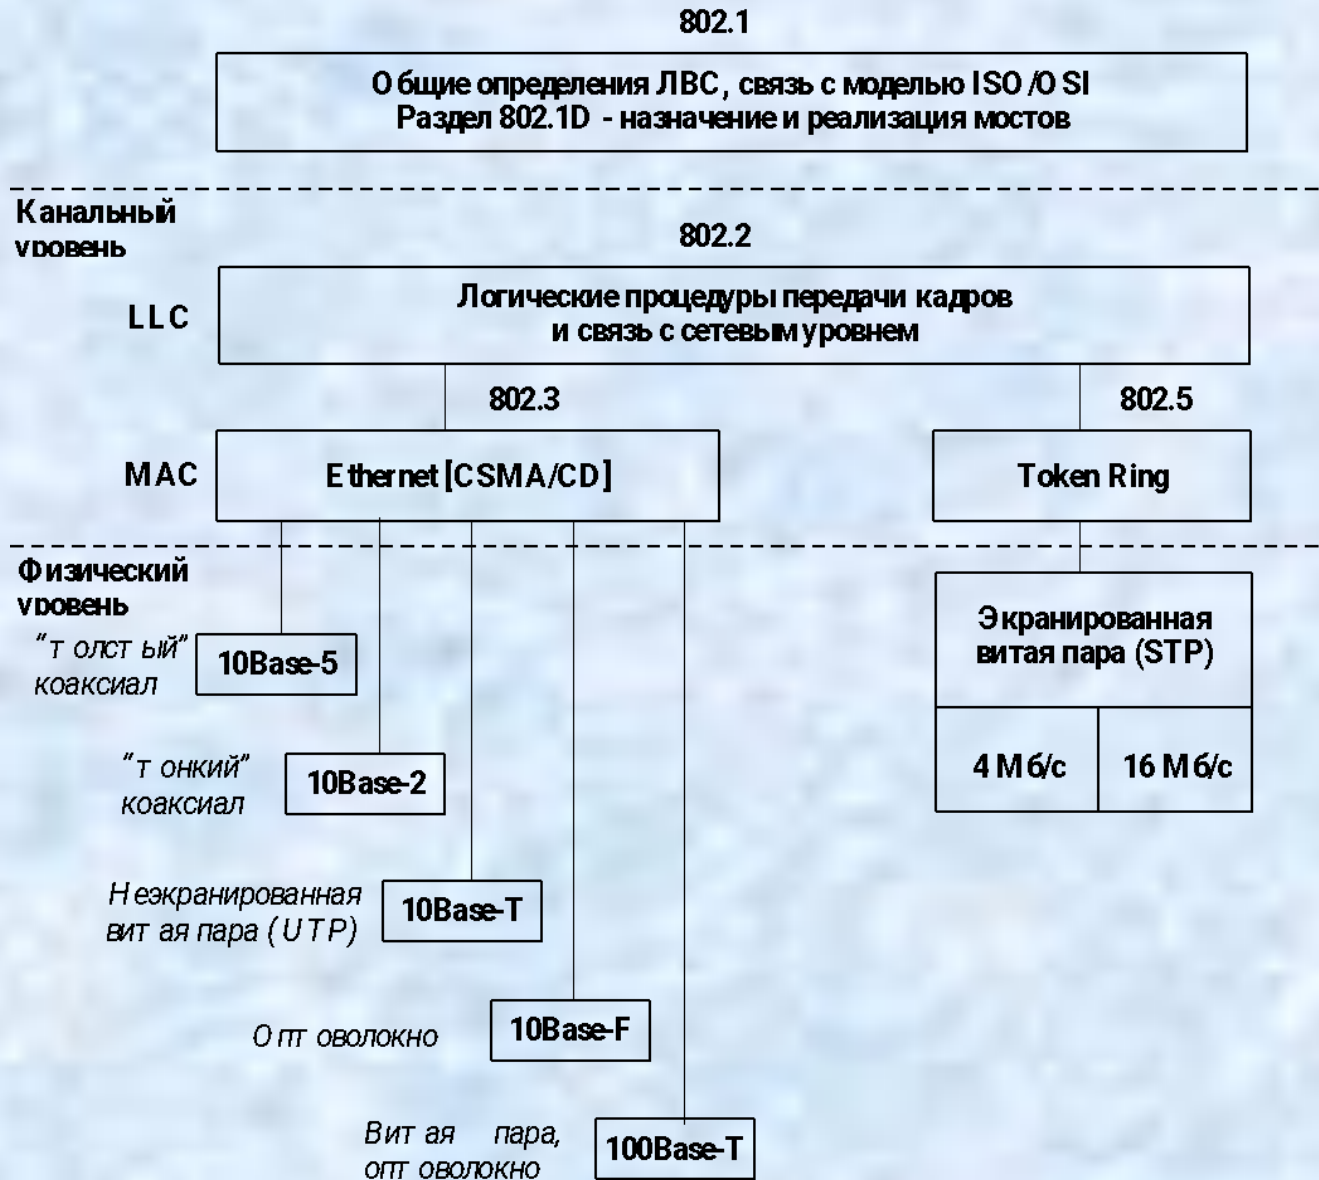 802.1
Общие определения ЛВС, связь с моделью ISO/OSI
Раздел 802.1D - назначение и реализация мостов
Канальный
уровень
802.2
LLC
Логические процедуры передачи кадров
и связь с сетевым уровнем
802.3
802.5
MAC
Ethernet [CSMA/CD]
Token Ring
Физический
уровень
"толстый"
коаксиал
10Base-5
Экранированная
витая пара (STP)
4 Мб/с
16 Мб/с
"тонкий"
коаксиал
10Base-2
Неэкранированная
витая пара (UTP)
10Base-T
Оптоволокно
10Base-F
Витая пара,
оптоволокно
100Base-T